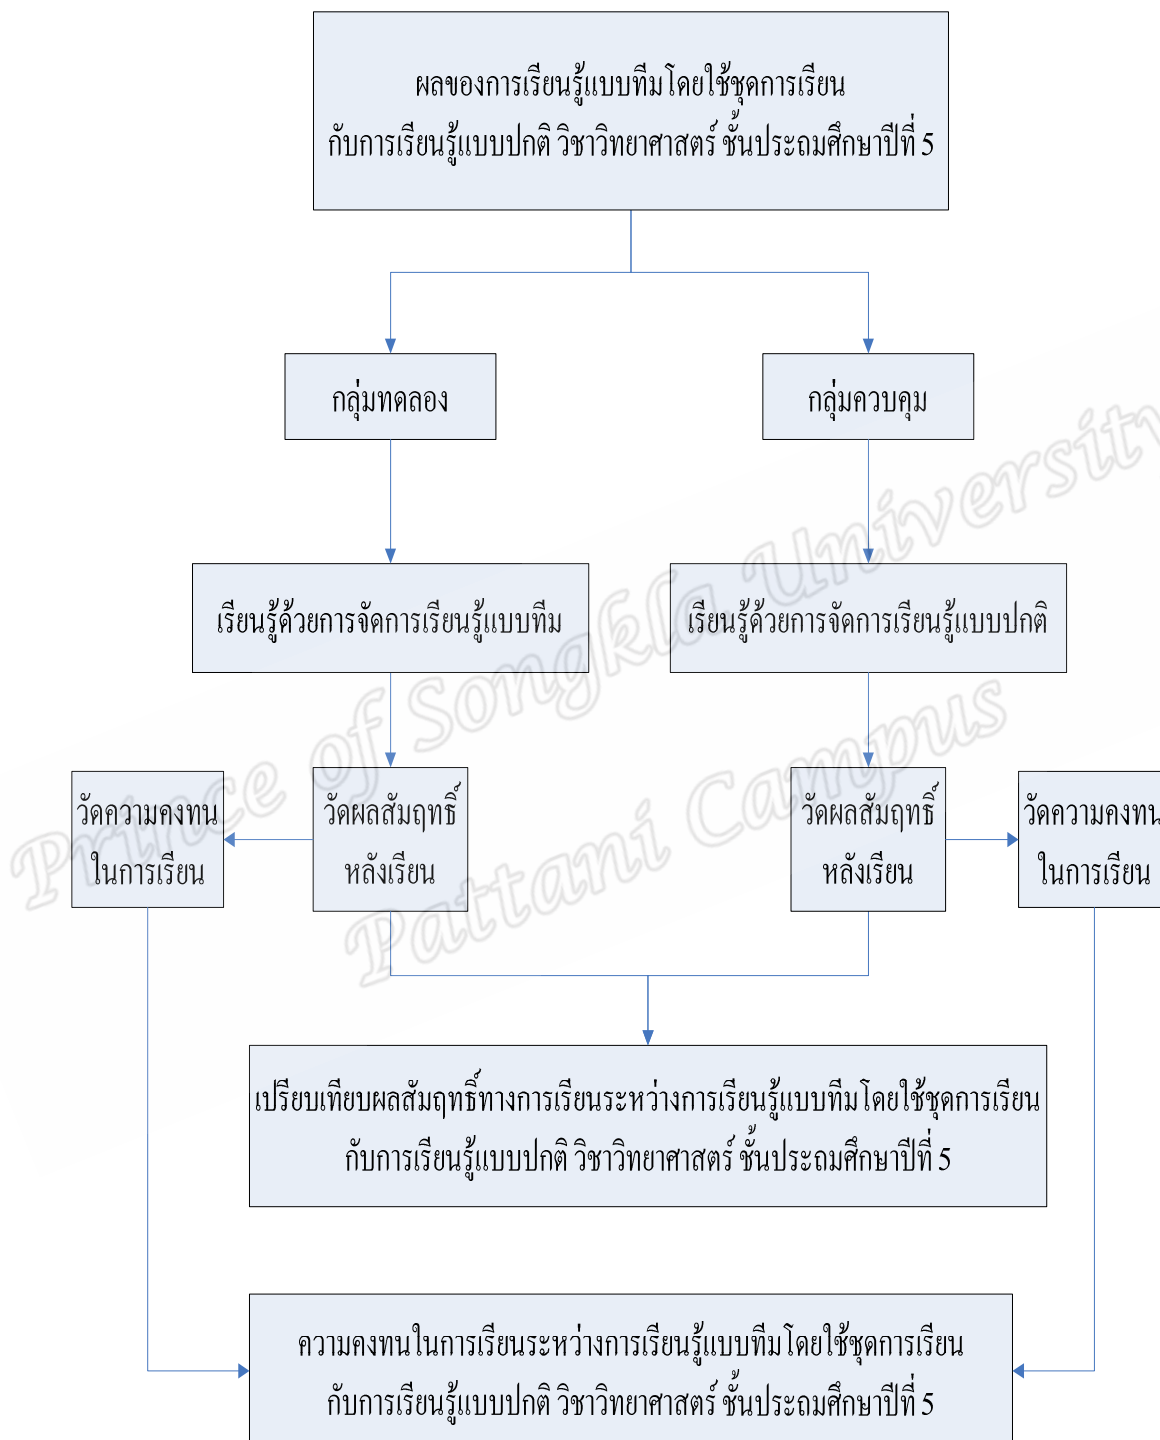 ผลของการเรียนรู้แบบทีมโดยใช้ชุดการเรียน
กับการเรียนรู้แบบปกติ วิชาวิทยาศาสตร์ ชั้นประถมศึกษาปีที่ 5
กลุ่มทดลอง
กลุ่มควบคุม
เรียนรู้ด้วยการจัดการเรียนรู้แบบทีม
เรียนรู้ด้วยการจัดการเรียนรู้แบบปกติ
วัดความคงทน
ในการเรียน
วัดผลสัมฤทธิ์
หลังเรียน
วัดผลสัมฤทธิ์
หลังเรียน
วัดความคงทน
ในการเรียน
เปรียบเทียบผลสัมฤทธิ์ทางการเรียนระหว่างการเรียนรู้แบบทีมโดยใช้ชุดการเรียน
กับการเรียนรู้แบบปกติ วิชาวิทยาศาสตร์ ชั้นประถมศึกษาปีที่ 5
ความคงทนในการเรียนระหว่างการเรียนรู้แบบทีมโดยใช้ชุดการเรียน
กับการเรียนรู้แบบปกติ วิชาวิทยาศาสตร์ ชั้นประถมศึกษาปีที่ 5
Prince of Songkla University
Pattani Campus